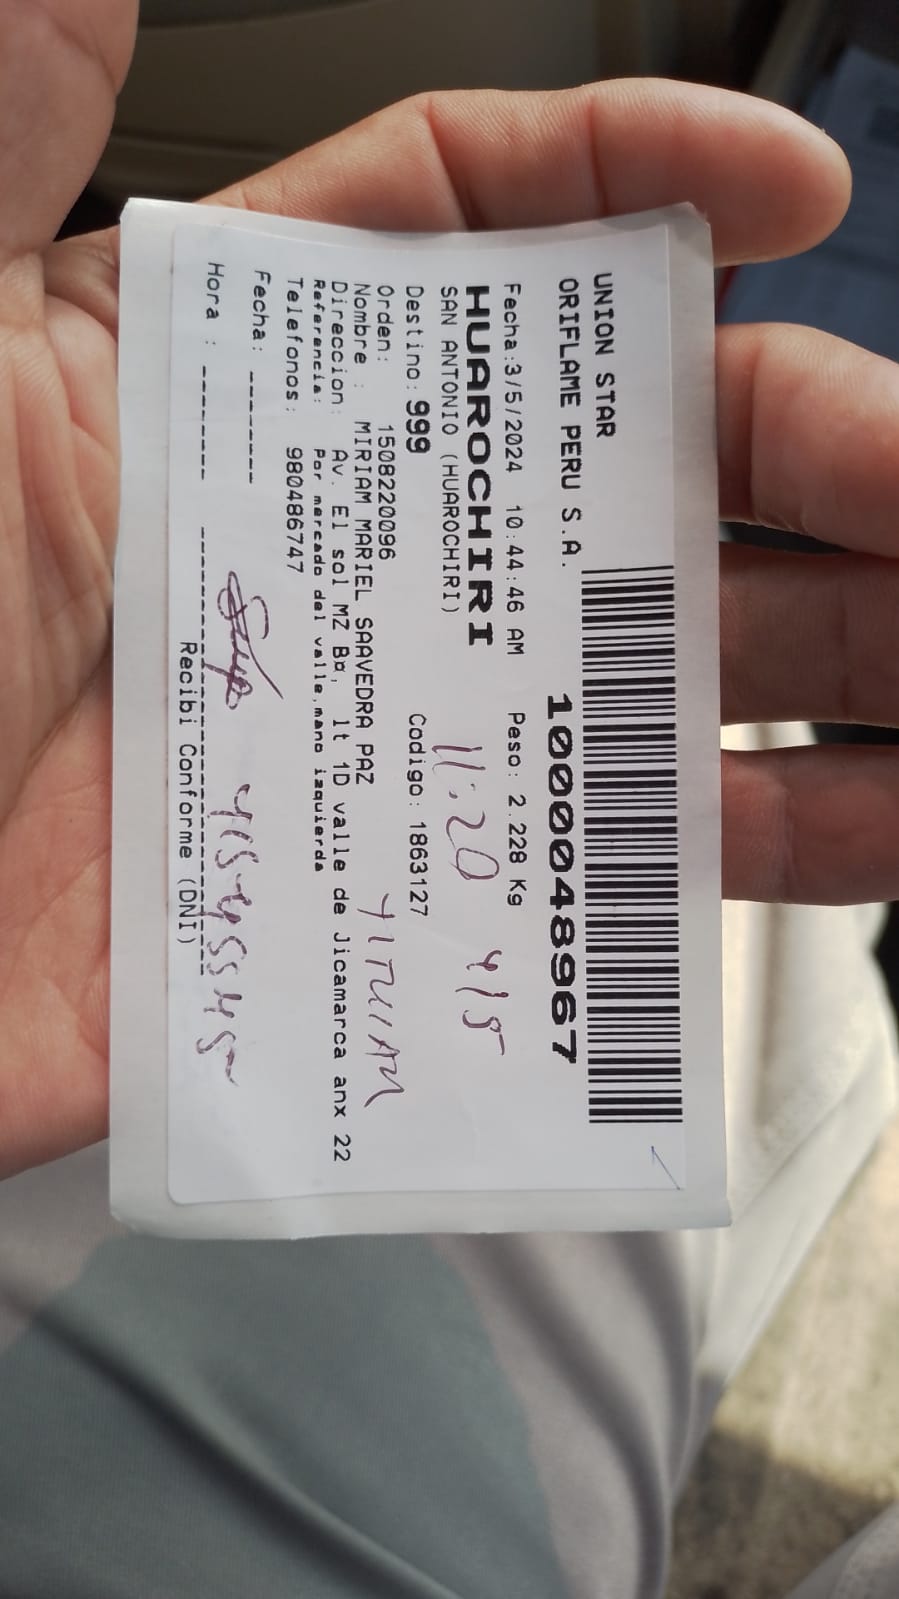 UNION STAR
ORIFLAME PERU S.A.
1000048967
Fecha:3/5/2024 10:44:46 AM Peso: 2.228 Kg
HUAROCHIRI
SAN ANTONIO (HUAROCHIRI)
11:20 4/5
Destino: 999 Codigo: 1863127
Orden: 1508220096
Nombre : MIRIAM MARIEL SAAVEDRA PAZ
Direccion: Av. El sol MZ B¤, lt 1D valle de Jicamarca anx 22
Referencia: Por mercado del valle,mano izquierda
Telefonos: 980486747
Fecha: --------
Hora : --------
Recibi Conforme (DNI)